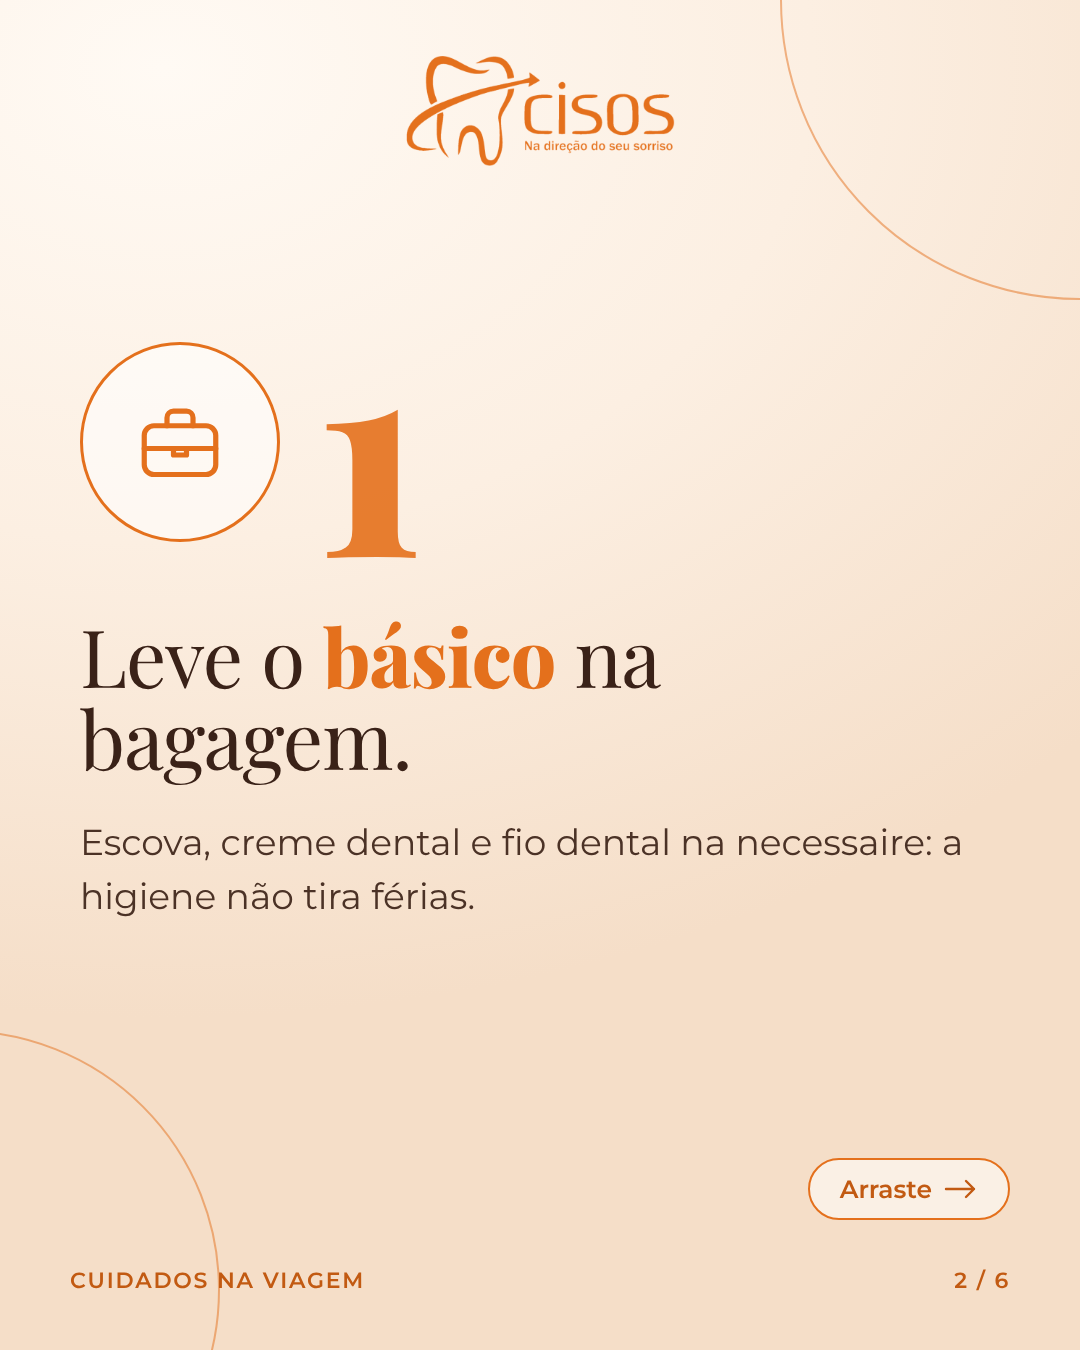 cisos
Na direção do seu sorriso
1
Leve o básico na
bagagem.
Escova, creme dental e fio dental na necessaire: a
higiene não tira férias.
Arraste →
CUIDADOS NA VIAGEM
2 / 6